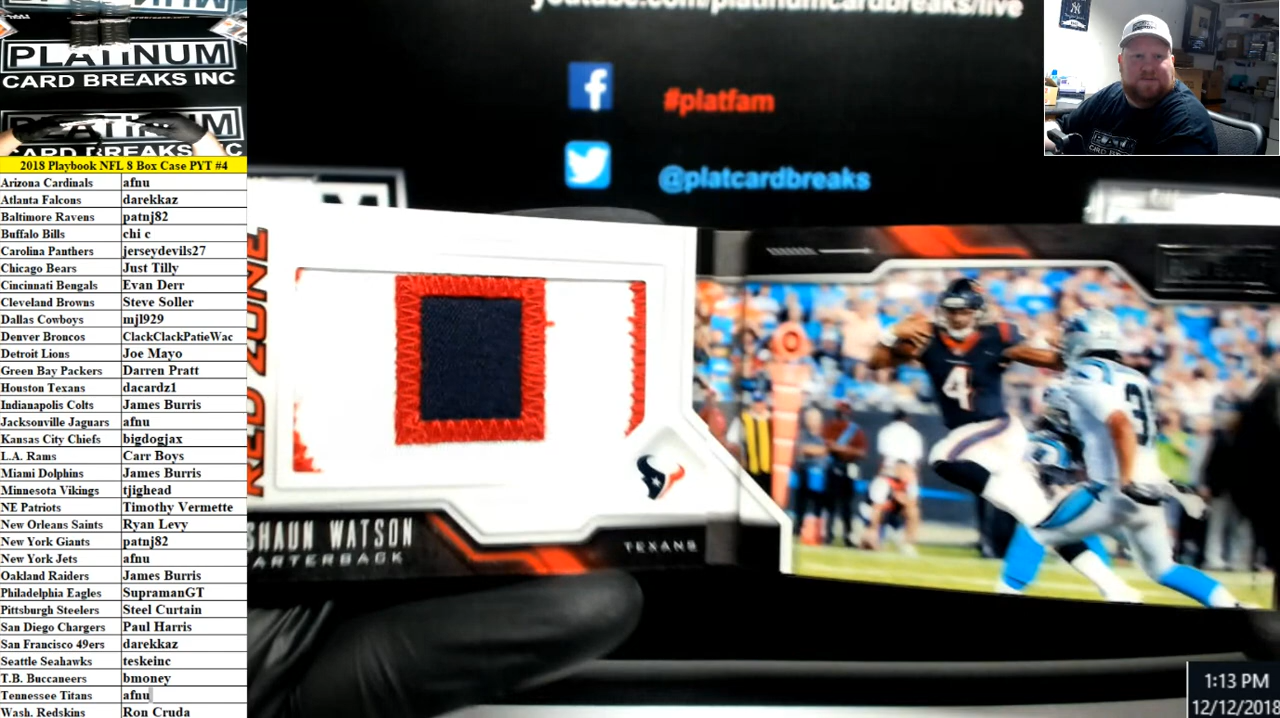 youtube.com/platinumcardbreaks/live
#platfam
@platcardbreaks
PLATINUM
CARD BREAKS INC
PLATINUM
CARD BREAKS INC
2018 Playbook NFL 8 Box Case PYT #4
Arizona Cardinals afnu
Atlanta Falcons darekkaz
Baltimore Ravens patnj82
Buffalo Bills chi c
Carolina Panthers jerseydevils27
Chicago Bears Just Tilly
Cincinnati Bengals Evan Derr
Cleveland Browns Steve Soller
Dallas Cowboys mjl929
Denver Broncos ClackClackPatieWac
Detroit Lions Joe Mayo
Green Bay Packers Darren Pratt
Houston Texans dacardz1
Indianapolis Colts James Burris
Jacksonville Jaguars afnu
Kansas City Chiefs bigdogjax
L.A. Rams Carr Boys
Miami Dolphins James Burris
Minnesota Vikings tjighead
NE Patriots Timothy Vermette
New Orleans Saints Ryan Levy
New York Giants patnj82
New York Jets afnu
Oakland Raiders James Burris
Philadelphia Eagles SupramanGT
Pittsburgh Steelers Steel Curtain
San Diego Chargers Paul Harris
San Francisco 49ers darekkaz
Seattle Seahawks teskeinc
T.B. Buccaneers bmoney
Tennessee Titans afnu
Wash. Redskins Ron Cruda
RED ZONE
SHAUN WATSON
ARTERBACK
TEXANS
4
1:13 PM
12/12/2018